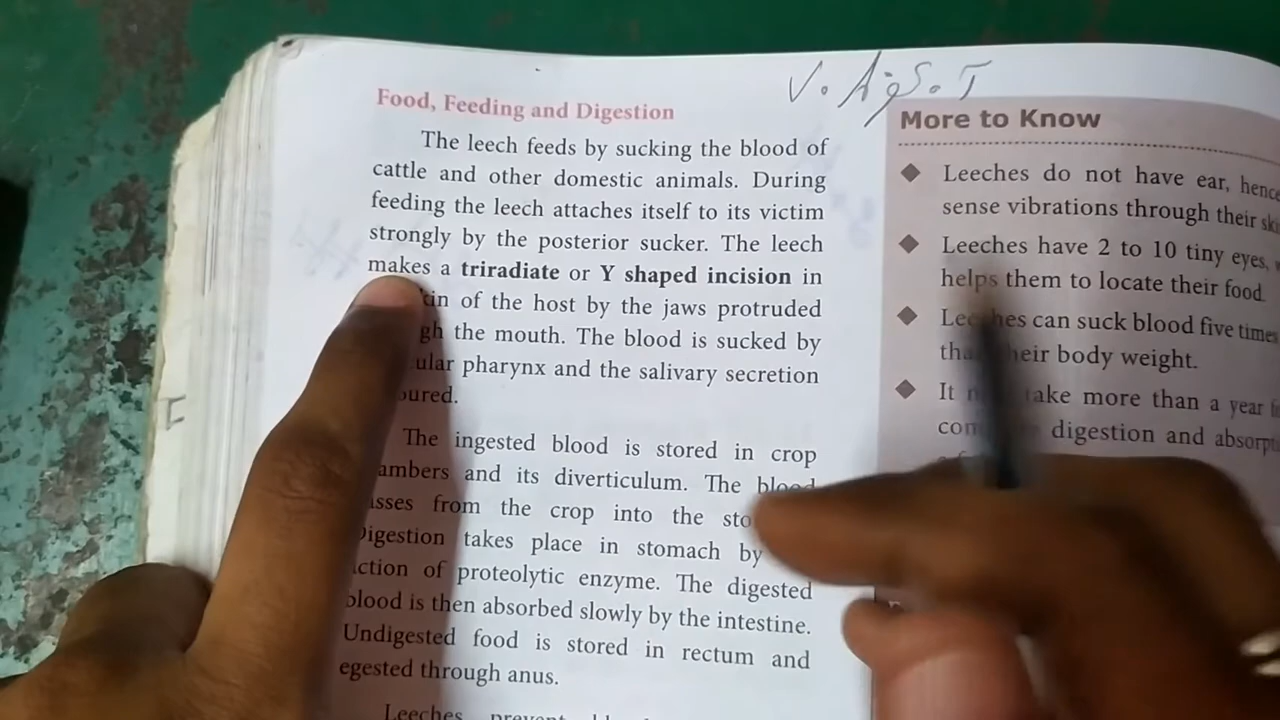 V. Ag S. T
Food, Feeding and Digestion
The leech feeds by sucking the blood of
cattle and other domestic animals. During
feeding the leech attaches itself to its victim
strongly by the posterior sucker. The leech
makes a triradiate or Y shaped incision in
kin of the host by the jaws protruded
gh the mouth. The blood is sucked by
ular pharynx and the salivary secretion
oured.
The ingested blood is stored in crop
ambers and its diverticulum. The blood
asses from the crop into the sto
Digestion takes place in stomach by
action of proteolytic enzyme. The digested
blood is then absorbed slowly by the intestine.
Undigested food is stored in rectum and
egested through anus.
Leeches prevent
More to Know
◆ Leeches do not have ear, hence
sense vibrations through their sk
◆ Leeches have 2 to 10 tiny eyes,
helps them to locate their food.
◆ Leeches can suck blood five times
than their body weight.
◆ It take more than a year
digestion and absorp